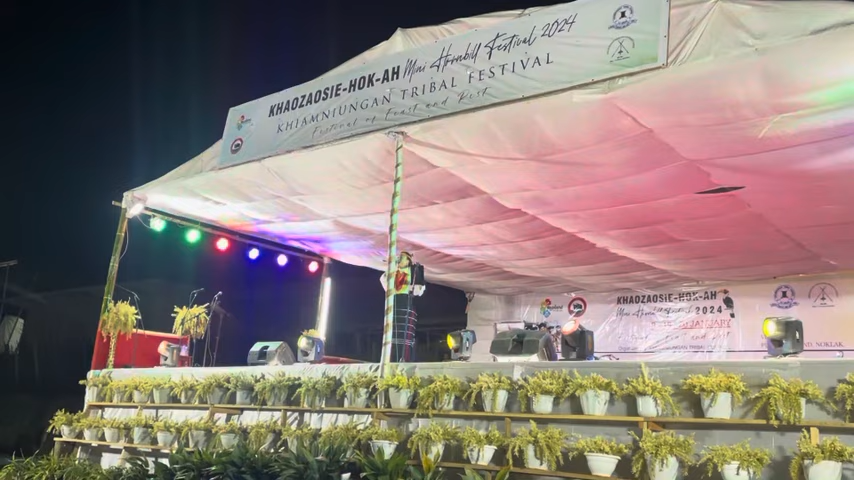 KHAOZAOSIE-HOK-AH Mini Hornbill Festival 2024
KHIAMNIUNGAN TRIBAL FESTIVAL
Festival of Feast and Rest
KHAOZAOSIE-HOK-AH
Mini Hornbill Festival 2024
JANUARY
NOKLAK